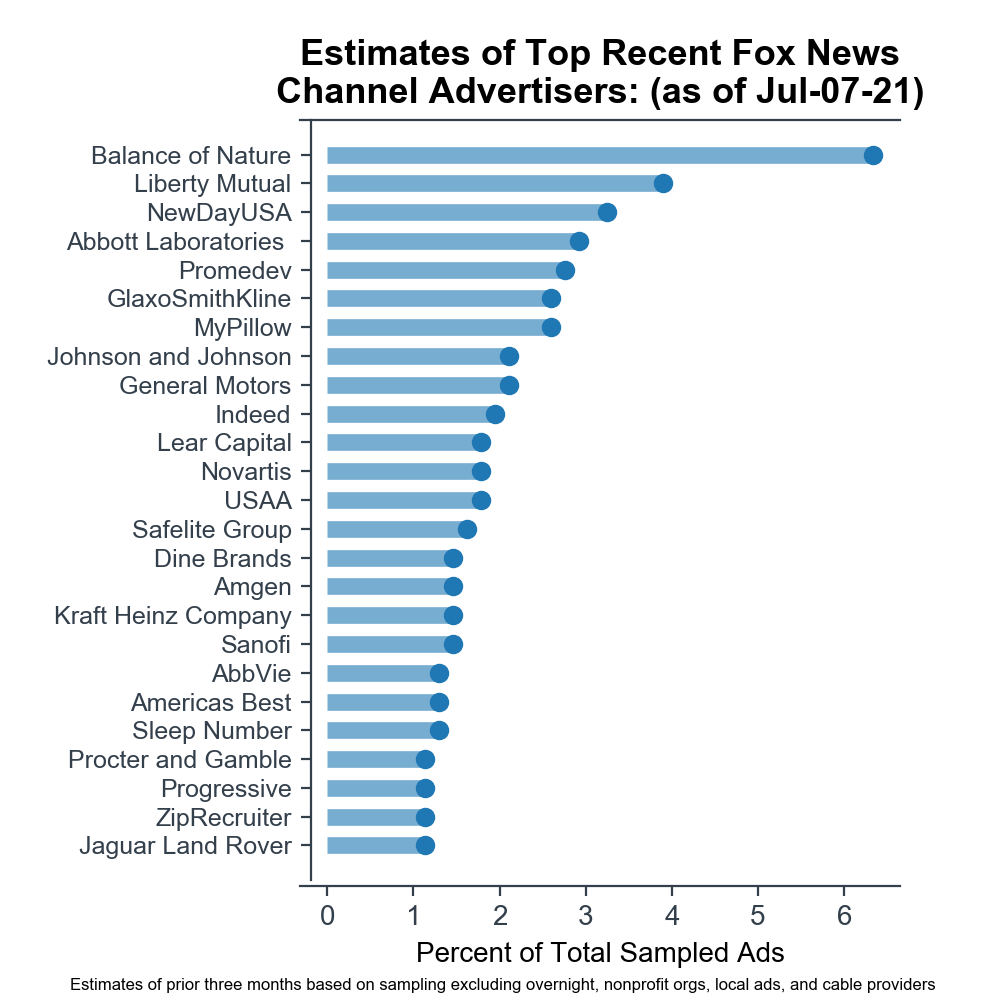 Estimates of Top Recent Fox News
Channel Advertisers: (as of Jul-07-21)
Balance of Nature
Liberty Mutual
NewDayUSA
Abbott Laboratories
Promedev
GlaxoSmithKline
MyPillow
Johnson and Johnson
General Motors
Indeed
Lear Capital
Novartis
USAA
Safelite Group
Dine Brands
Amgen
Kraft Heinz Company
Sanofi
AbbVie
Americas Best
Sleep Number
Procter and Gamble
Progressive
ZipRecruiter
Jaguar Land Rover
0 1 2 3 4 5 6
Percent of Total Sampled Ads
Estimates of prior three months based on sampling excluding overnight, nonprofit orgs, local ads, and cable providers